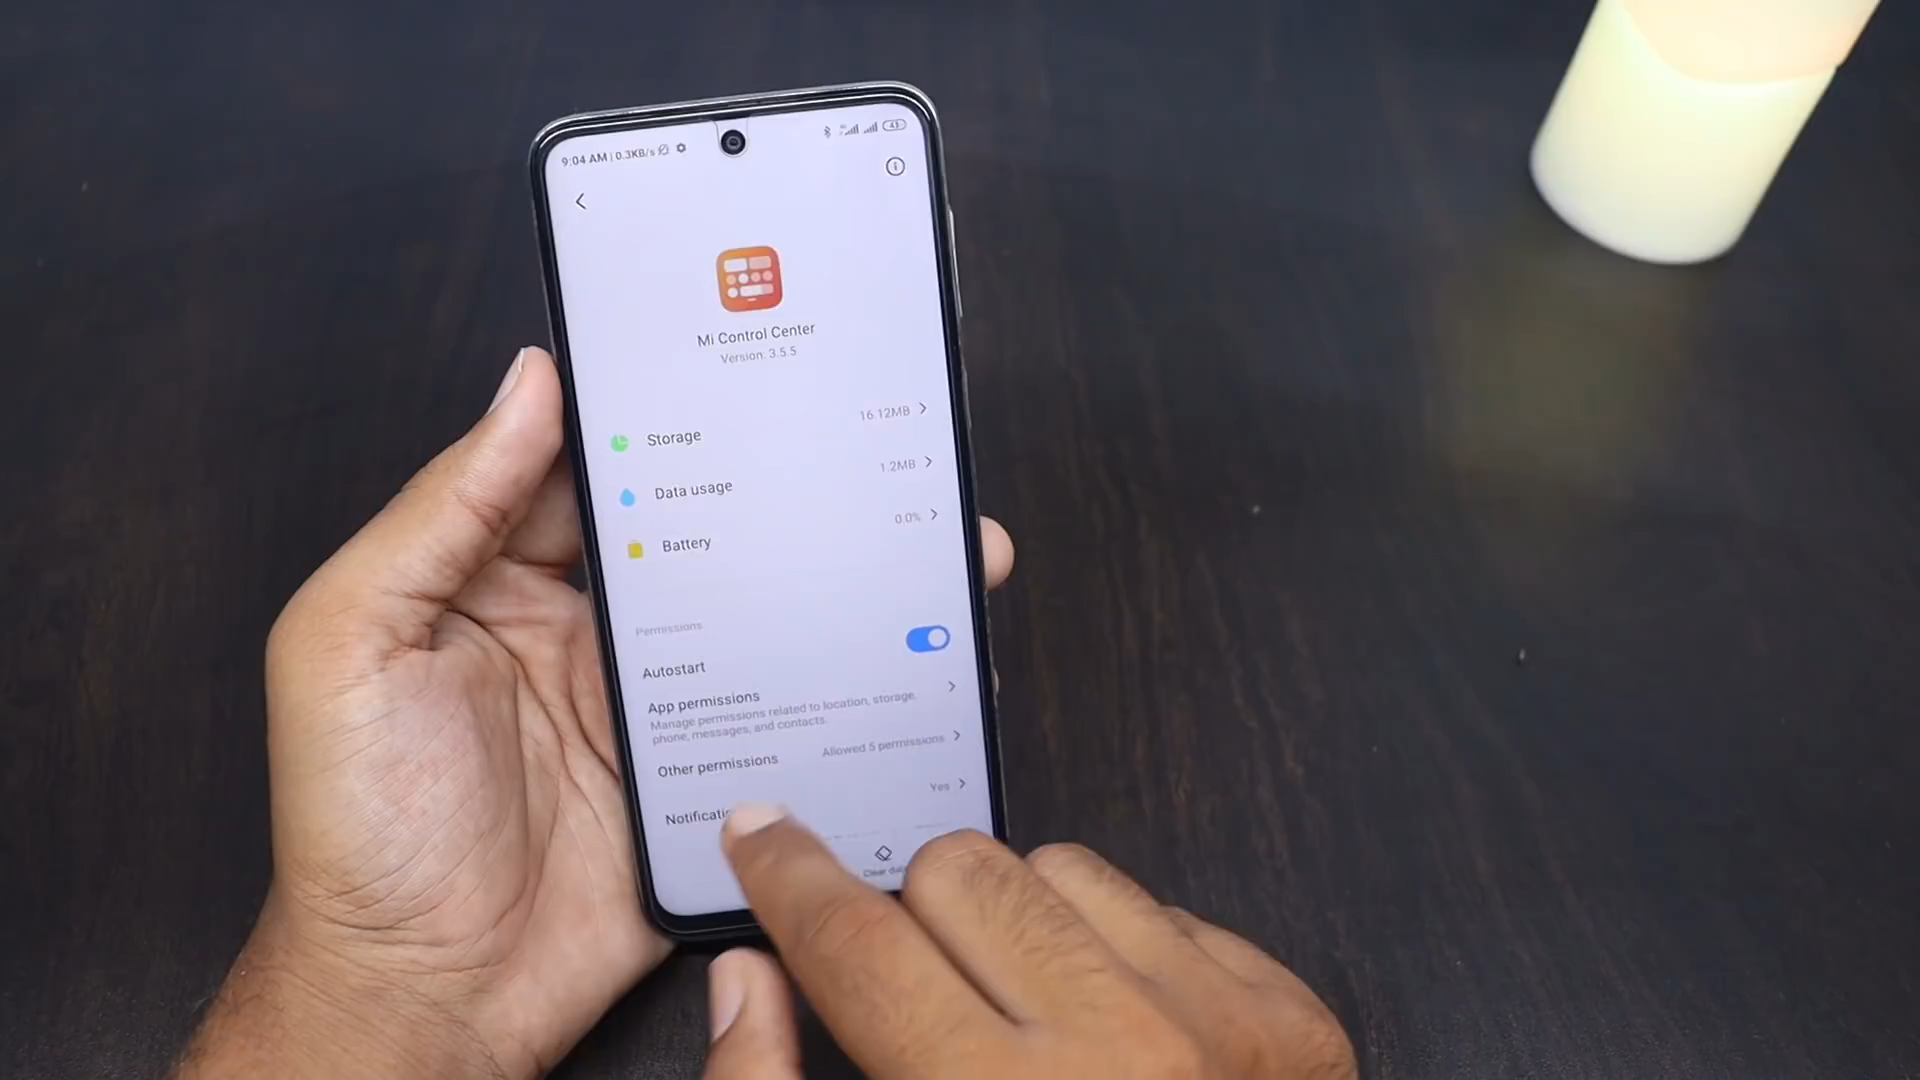 9:04 AM | 0.3KB/s
43
Mi Control Center
Version: 3.5.5
Storage 16.12MB
Data usage 1.2MB
Battery 0.0%
Permissions
Autostart
App permissions
Manage permissions related to location, storage,
phone, messages, and contacts.
Other permissions Allowed 5 permissions
Yes
Clear